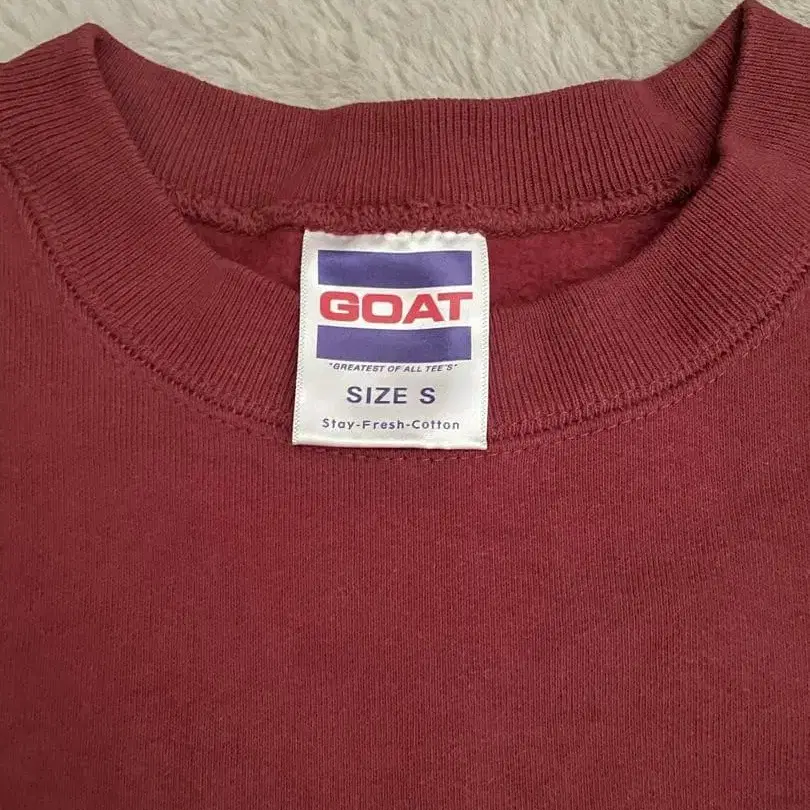 GOAT
"GREATEST OF ALL TEE'S"
SIZE S
Stay-Fresh-Cotton